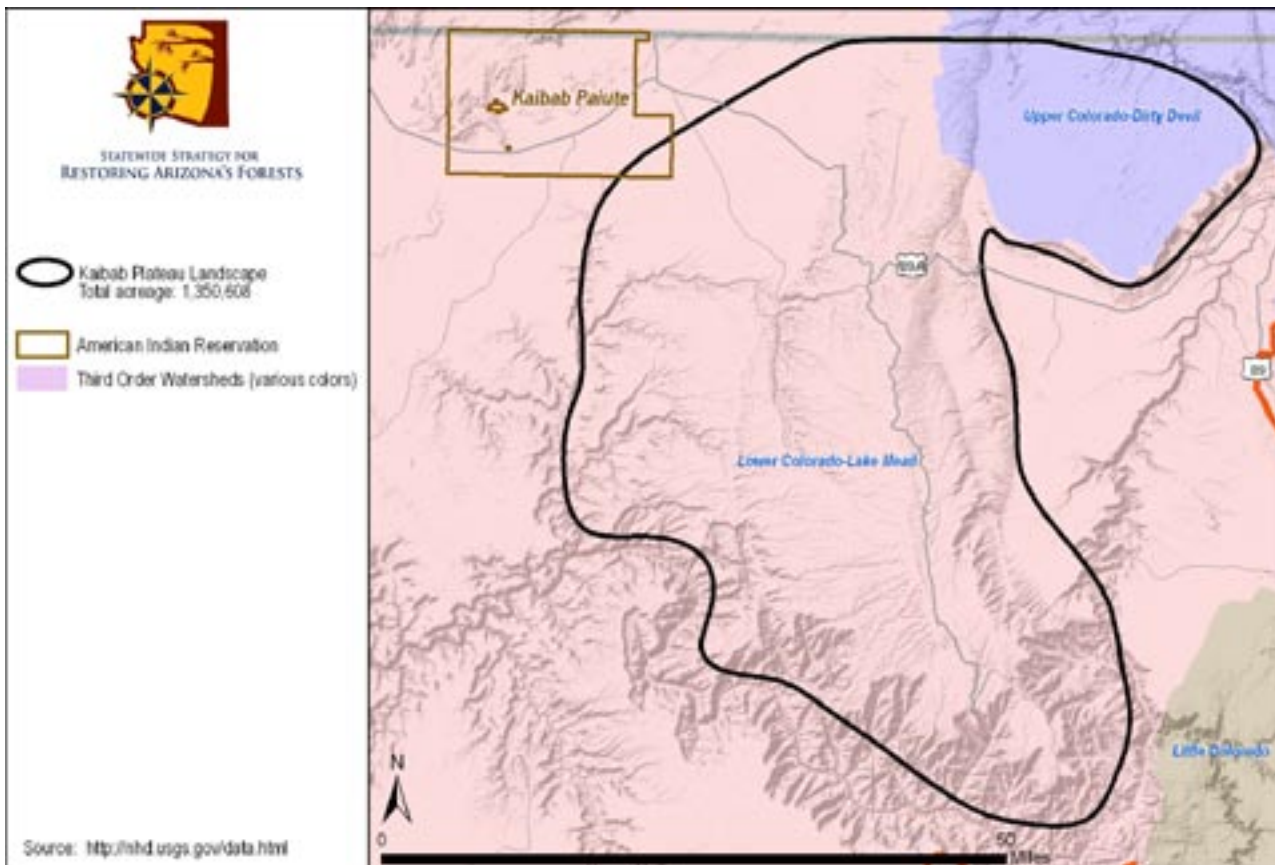 STATEWIDE STRATEGY FOR
RESTORING ARIZONA'S FORESTS
Kaibab Plateau Landscape
Total acreage: 1,350,608
American Indian Reservation
Third Order Watersheds (various colors)
Source: http://nhd.usgs.gov/data.html
Kaibab Paiute
Upper Colorado-Dirty Devil
89A
89
Lower Colorado-Lake Mead
Little Colorado
N
0
50
Miles